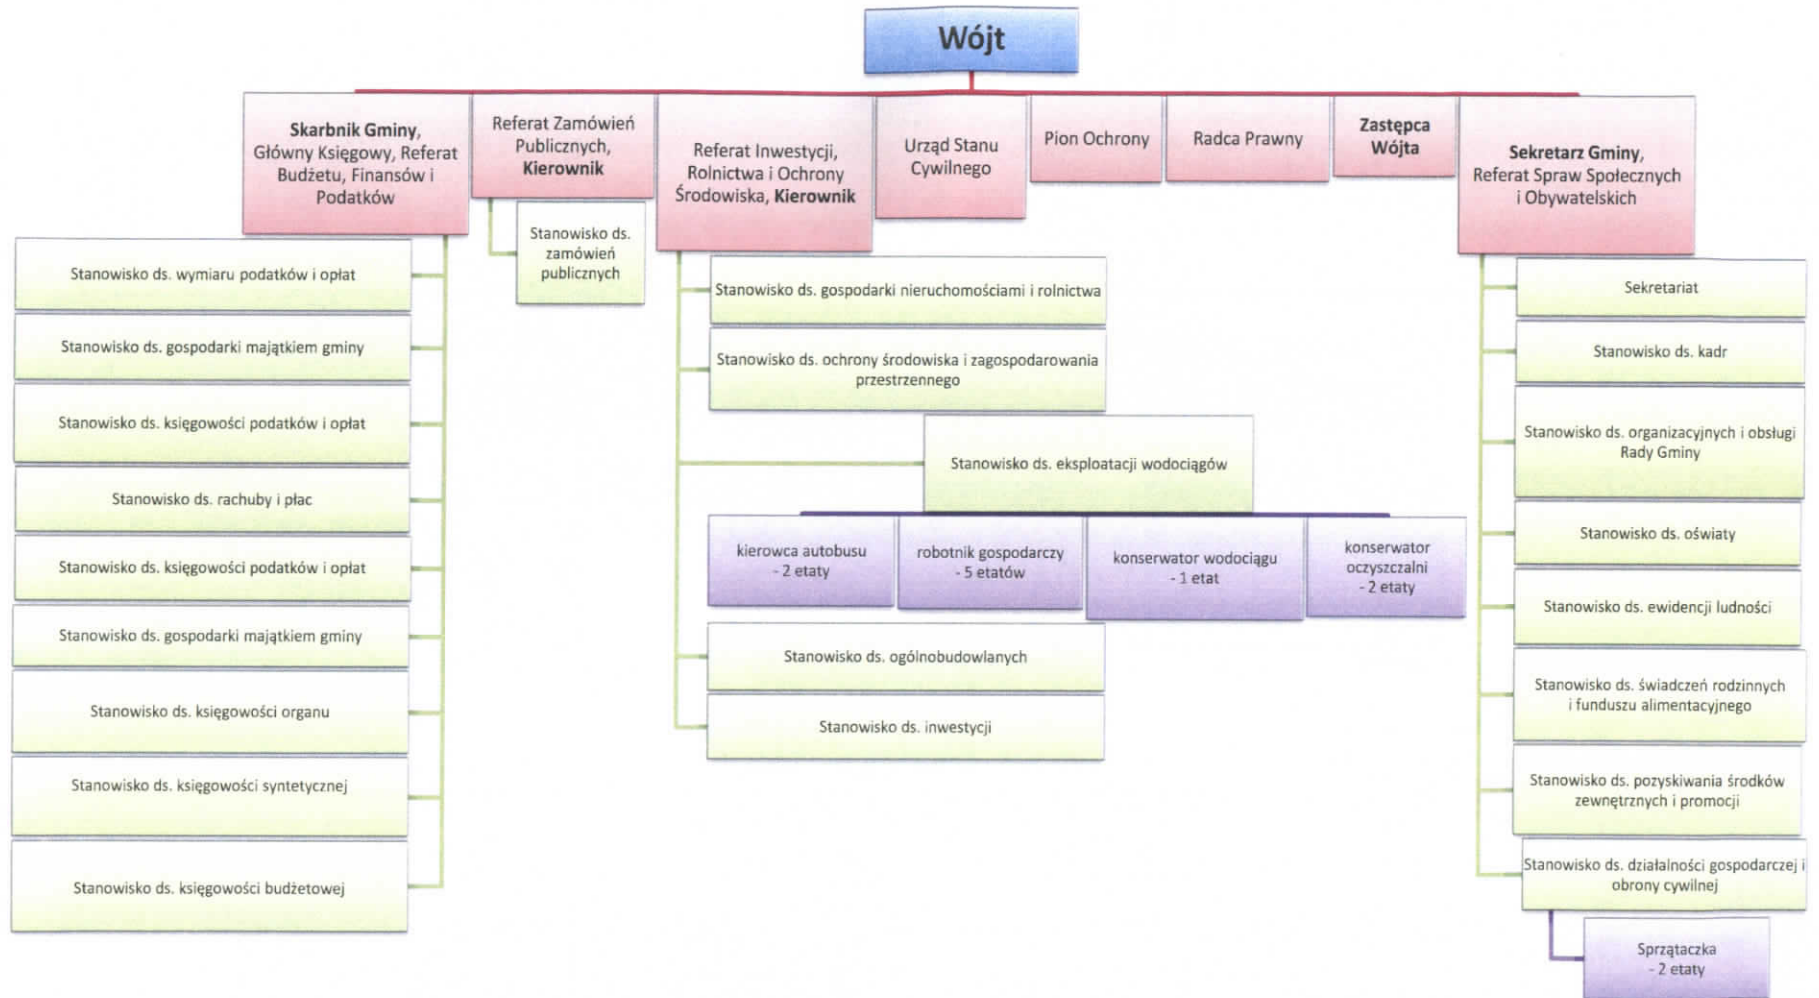 Wójt
Skarbnik Gminy,
Główny Księgowy, Referat
Budżetu, Finansów i
Podatków
Referat Zamówień
Publicznych,
Kierownik
Referat Inwestycji,
Rolnictwa i Ochrony
Środowiska, Kierownik
Urząd Stanu
Cywilnego
Pion Ochrony
Radca Prawny
Zastępca
Wójta
Sekretarz Gminy,
Referat Spraw Społecznych
i Obywatelskich
Stanowisko ds. wymiaru podatków i opłat
Stanowisko ds. gospodarki majątkiem gminy
Stanowisko ds. księgowości podatków i opłat
Stanowisko ds. rachuby i płac
Stanowisko ds. księgowości podatków i opłat
Stanowisko ds. gospodarki majątkiem gminy
Stanowisko ds. księgowości organu
Stanowisko ds. księgowości syntetycznej
Stanowisko ds. księgowości budżetowej
Stanowisko ds.
zamówień
publicznych
Stanowisko ds. gospodarki nieruchomościami i rolnictwa
Stanowisko ds. ochrony środowiska i zagospodarowania
przestrzennego
Stanowisko ds. eksploatacji wodociągów
kierowca autobusu
- 2 etaty
robotnik gospodarczy
- 5 etatów
konserwator wodociągu
- 1 etat
konserwator
oczyszczalni
- 2 etaty
Stanowisko ds. ogólnobudowlanych
Stanowisko ds. inwestycji
Sekretariat
Stanowisko ds. kadr
Stanowisko ds. organizacyjnych i obsługi
Rady Gminy
Stanowisko ds. oświaty
Stanowisko ds. ewidencji ludności
Stanowisko ds. świadczeń rodzinnych
i funduszu alimentacyjnego
Stanowisko ds. pozyskiwania środków
zewnętrznych i promocji
Stanowisko ds. działalności gospodarczej i
obrony cywilnej
Sprzątaczka
- 2 etaty